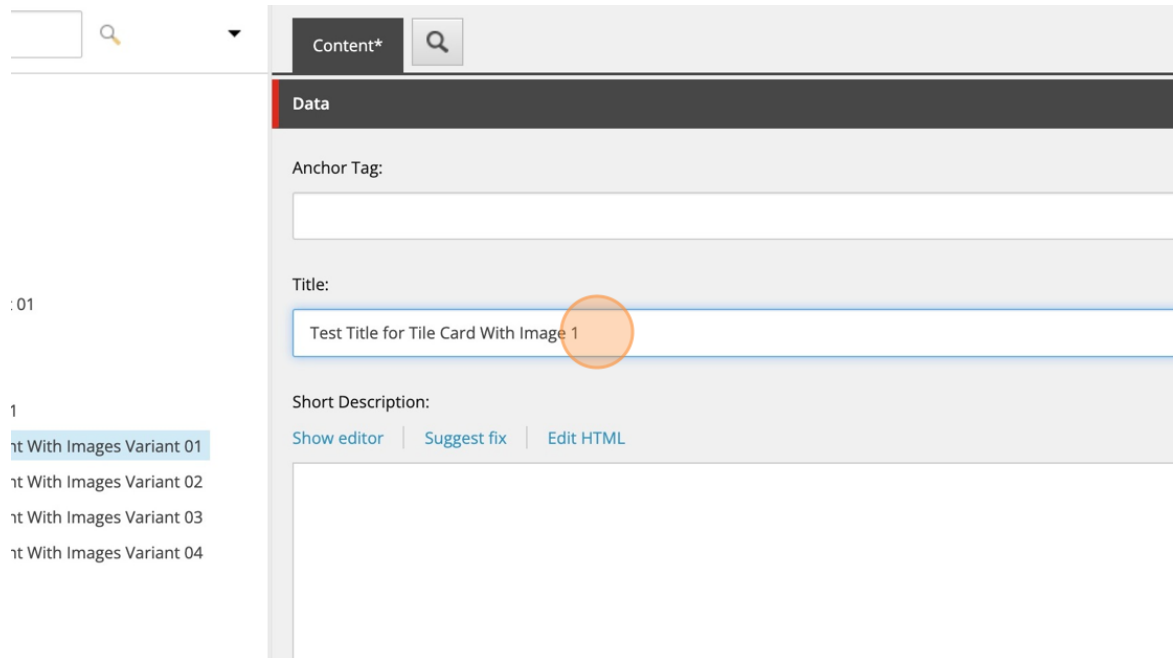 Content*
Data
Anchor Tag:
Title:
: 01
Test Title for Tile Card With Image 1
Short Description:
1
Show editor Suggest fix Edit HTML
nt With Images Variant 01
nt With Images Variant 02
nt With Images Variant 03
nt With Images Variant 04